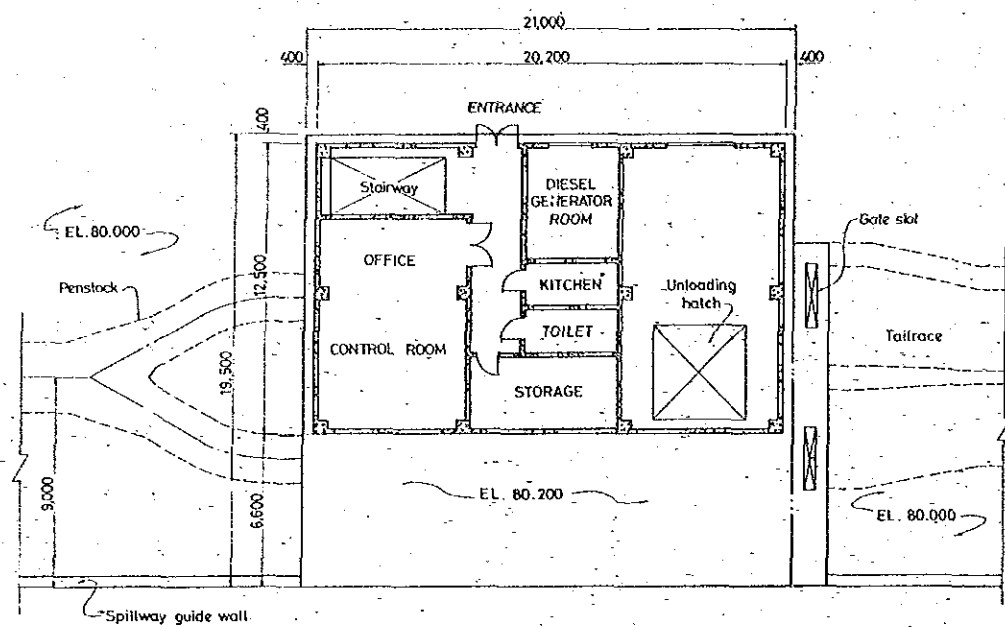 21,000
400
20,200
400
ENTRANCE
400
Stairway
DIESEL
GENERATOR
ROOM
Gate slot
EL. 80.000
OFFICE
12,500
KITCHEN
Unloading
hatch
Penstock
TOILET
Tailrace
CONTROL ROOM
19,500
STORAGE
EL. 80.200
9,000
6,600
EL. 80.000
Spillway guide wall